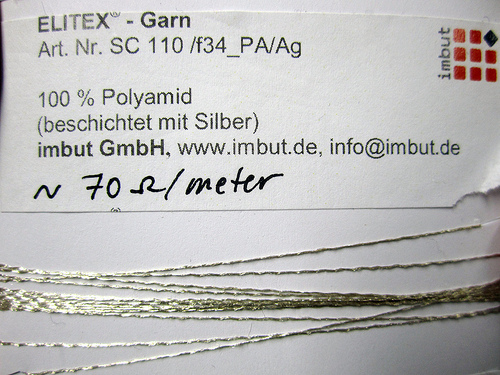 ELITEX® - Garn
Art. Nr. SC 110 /f34_PA/Ag
imbut
100 % Polyamid
(beschichtet mit Silber)
imbut GmbH, www.imbut.de, info@imbut.de
~ 70 Ω/meter